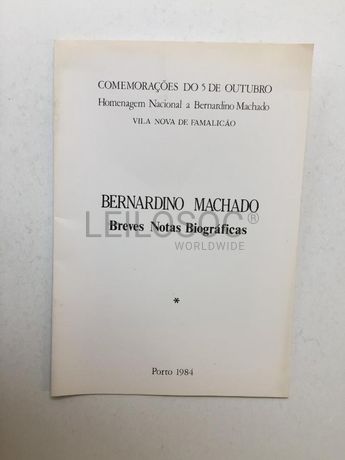 COMEMORAÇÕES DO 5 DE OUTUBRO
Homenagem Nacional a Bernardino Machado
VILA NOVA DE FAMALICÃO
BERNARDINO MACHADO
LEILOSOC®
Breves Notas Biográficas
WORLDWIDE
*
Porto 1984